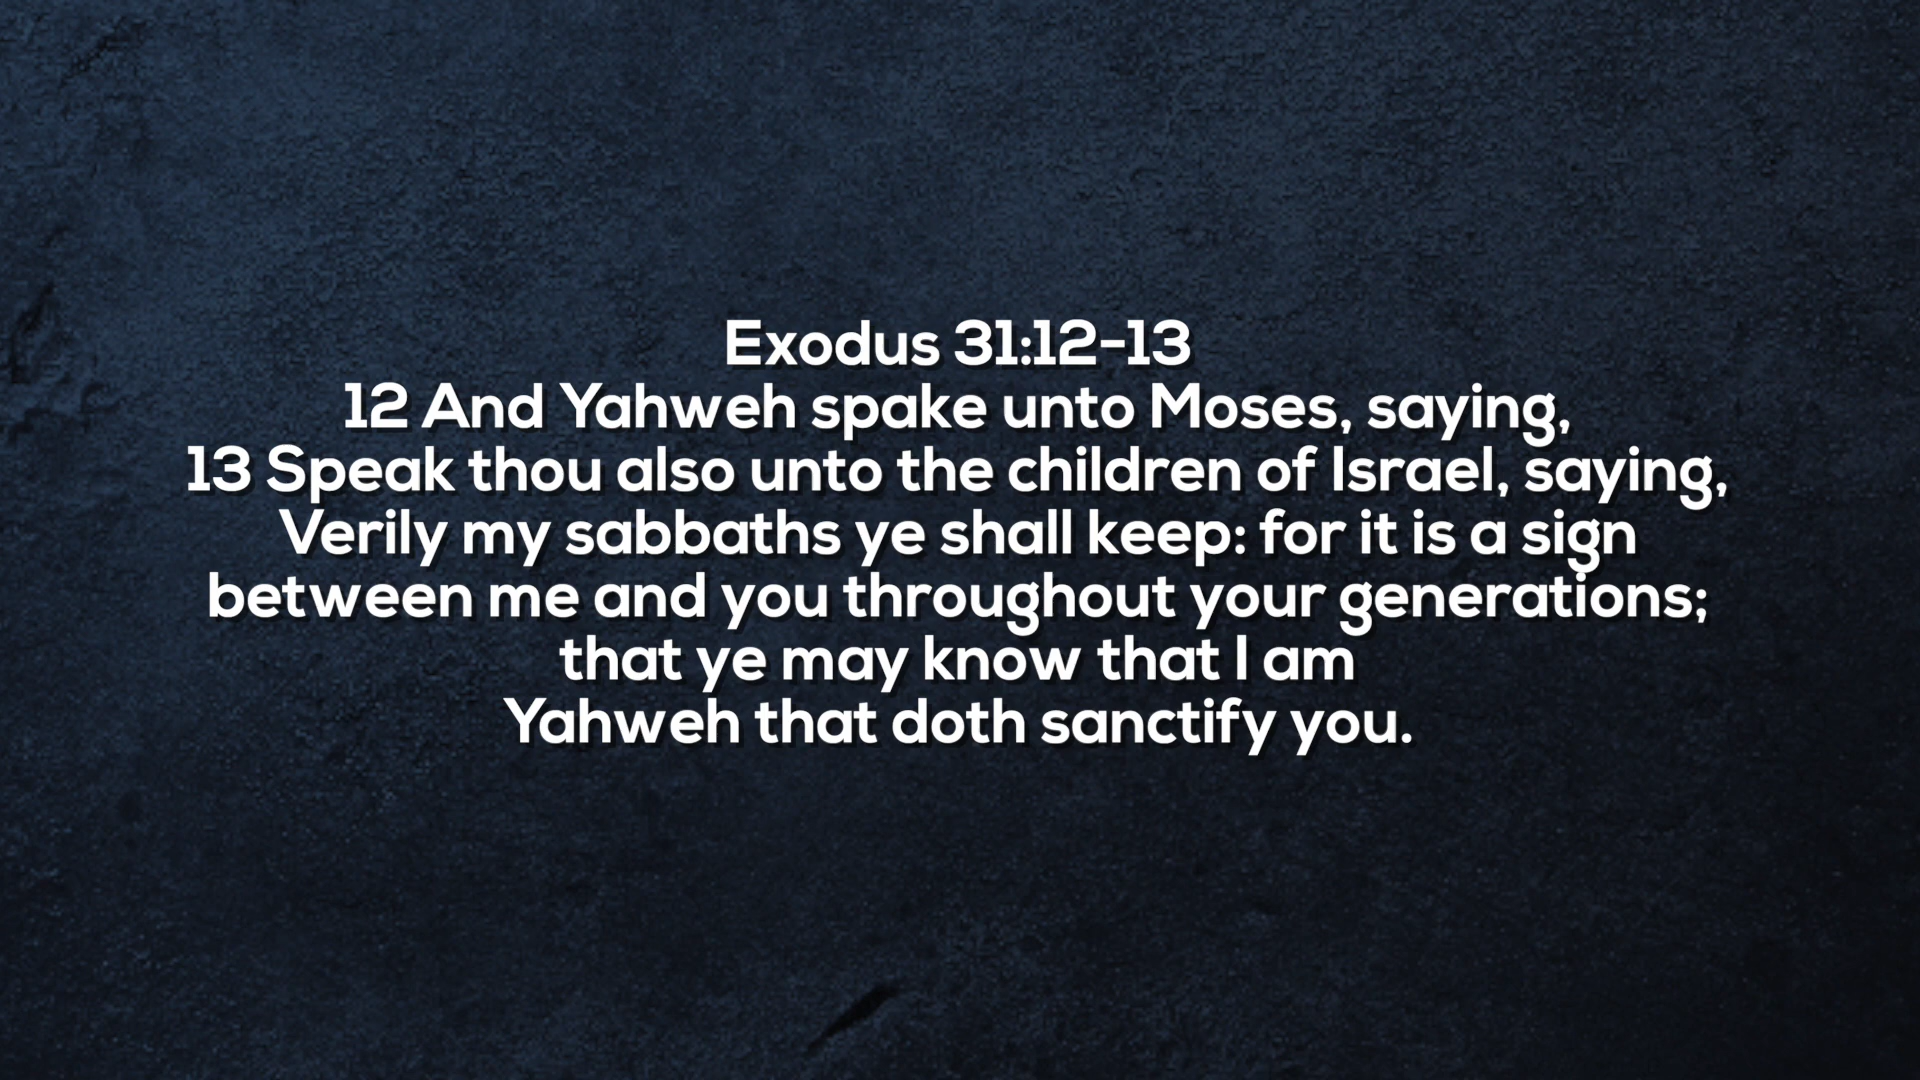 Exodus 31:12-13
12 And Yahweh spake unto Moses, saying,
13 Speak thou also unto the children of Israel, saying,
Verily my sabbaths ye shall keep: for it is a sign
between me and you throughout your generations;
that ye may know that I am
Yahweh that doth sanctify you.